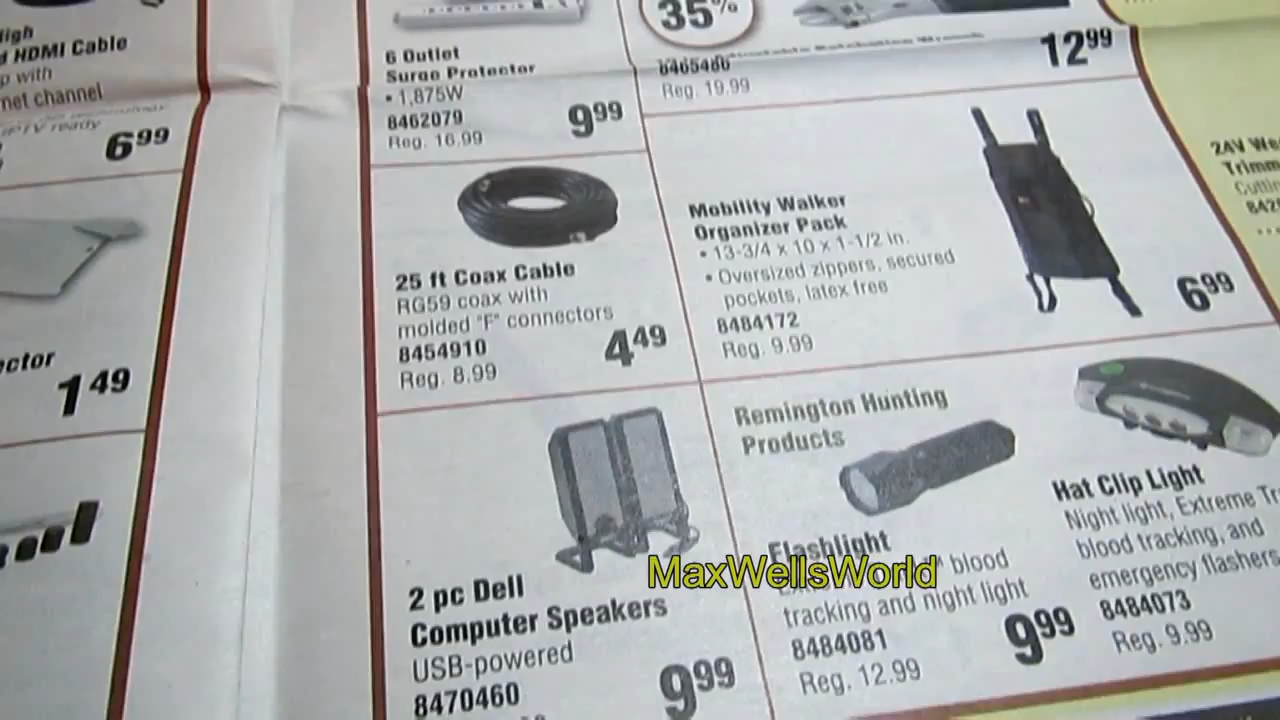 HDMI Cable
with
net channel
IPTV ready
6 99
1 49
6 Outlet
Surge Protector
• 1,875W
8462079
Reg. 16.99
9 99
35%
8465480
Reg. 19.99
12 99
25 ft Coax Cable
RG59 coax with
molded "F" connectors
8454910
Reg. 8.99
4 49
Mobility Walker
Organizer Pack
• 13-3/4 x 10 x 1-1/2 in.
• Oversized zippers, secured
pockets, latex free
8484172
Reg. 9.99
6 99
2 pc Dell
Computer Speakers
USB-powered
8470460
9 99
Remington Hunting
Products
Flashlight
blood
tracking and night light
8484081
Reg. 12.99
9 99
Hat Clip Light
Night light, Extreme
blood tracking, and
emergency flashers
8484073
Reg. 9.99
24V
MaxWellsWorld